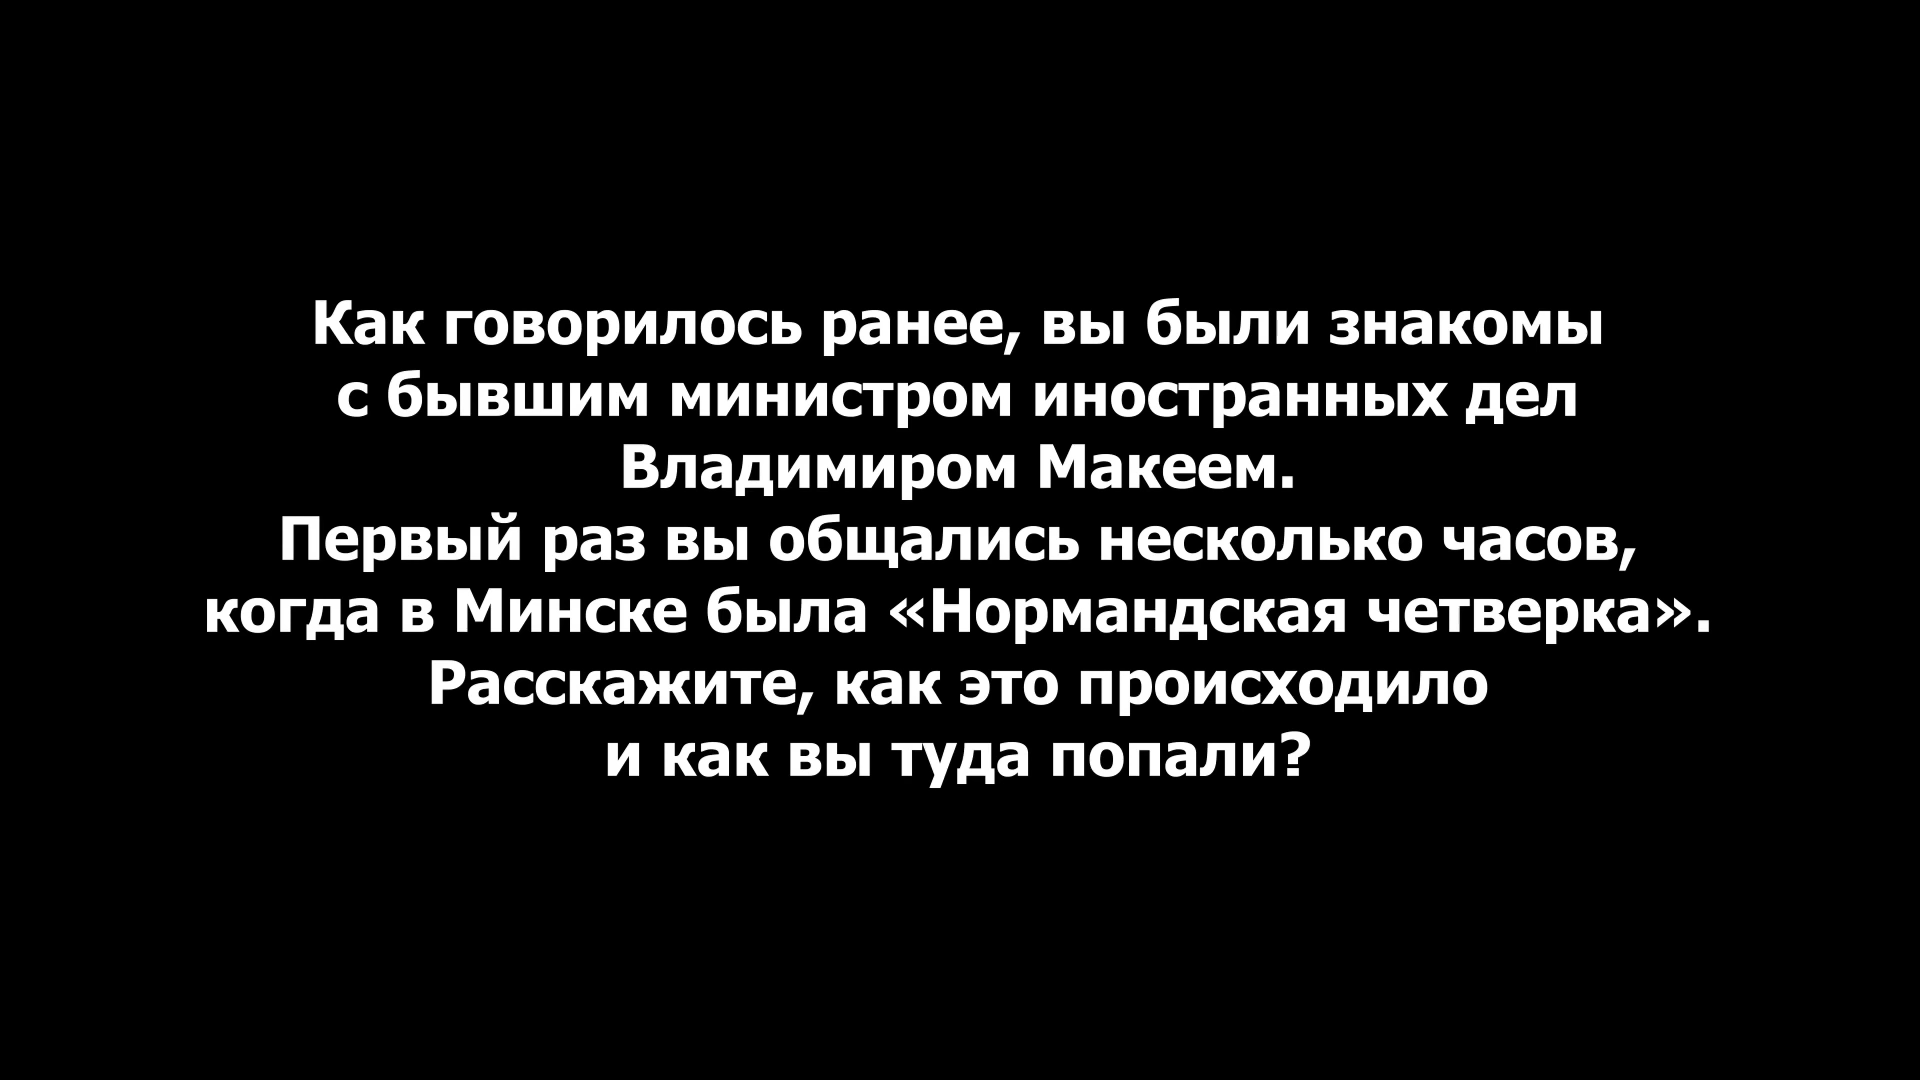 Как говорилось ранее, вы были знакомы
с бывшим министром иностранных дел
Владимиром Макеем.
Первый раз вы общались несколько часов,
когда в Минске была «Нормандская четверка».
Расскажите, как это происходило
и как вы туда попали?